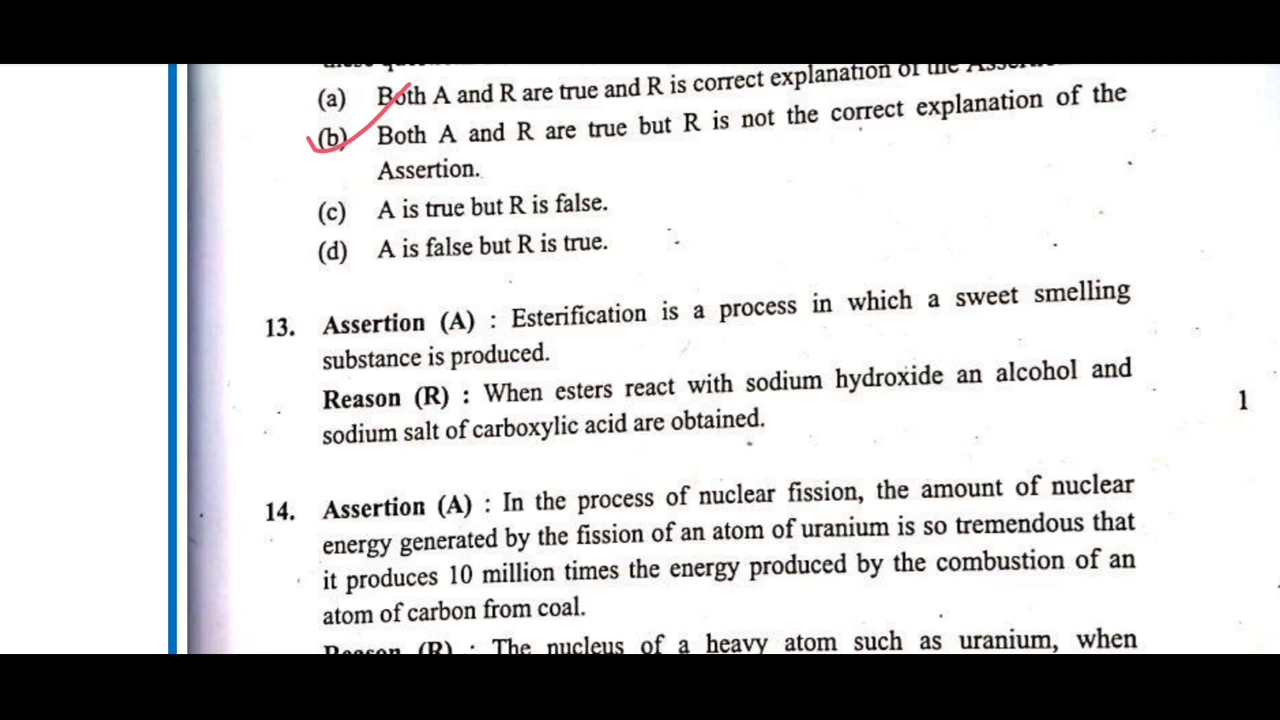 (a) Both A and R are true and R is correct explanation of the
(b) Both A and R are true but R is not the correct explanation of the
Assertion.
(c) A is true but R is false.
(d) A is false but R is true.
13. Assertion (A) : Esterification is a process in which a sweet smelling
substance is produced.
Reason (R) : When esters react with sodium hydroxide an alcohol and
sodium salt of carboxylic acid are obtained.
1
14. Assertion (A) : In the process of nuclear fission, the amount of nuclear
energy generated by the fission of an atom of uranium is so tremendous that
it produces 10 million times the energy produced by the combustion of an
atom of carbon from coal.
Reason (R) : The nucleus of a heavy atom such as uranium, when